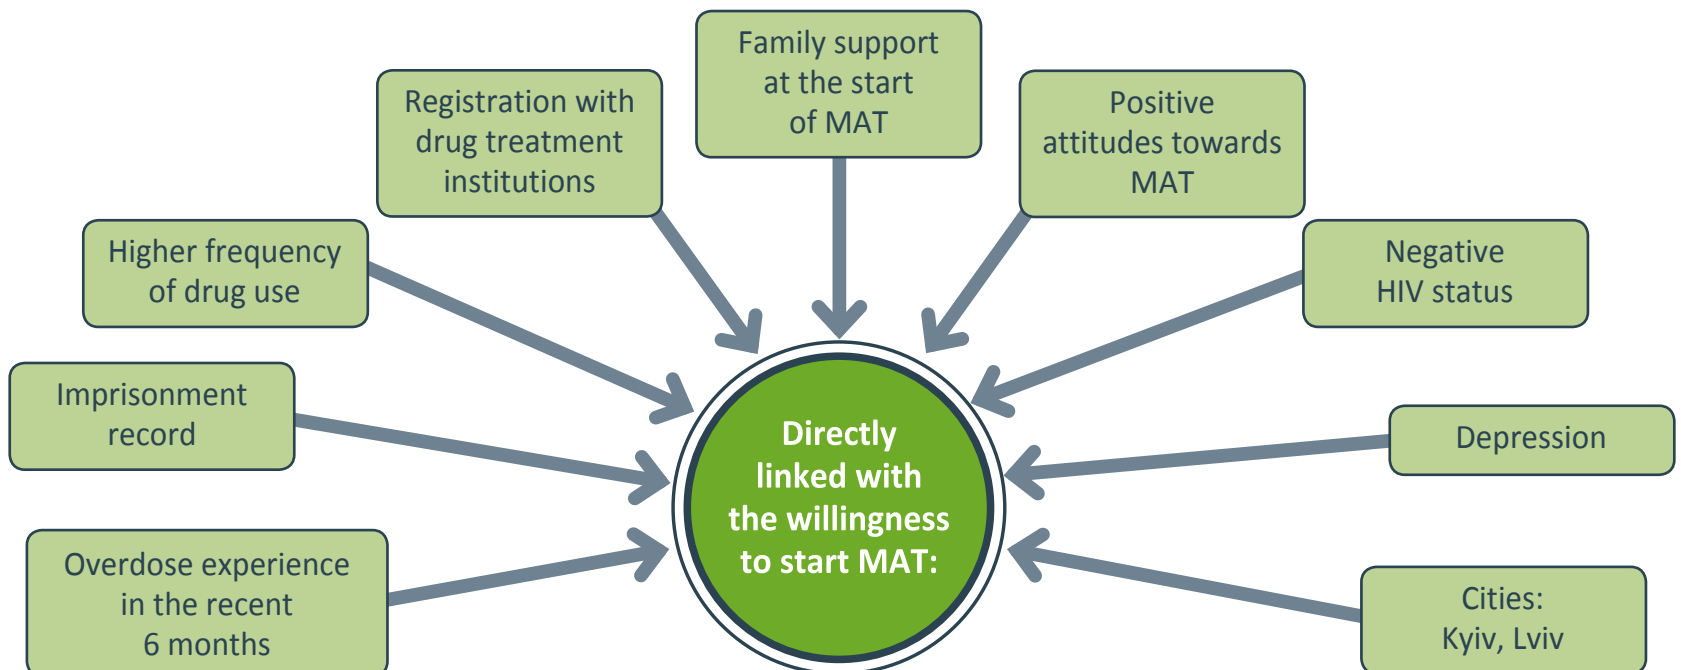 Family support
at the start
of MAT
Registration with
drug treatment
institutions
Positive
attitudes towards
MAT
Higher frequency
of drug use
Negative
HIV status
Imprisonment
record
Depression
Overdose experience
in the recent
6 months
Cities:
Kyiv, Lviv
Directly
linked with
the willingness
to start MAT: